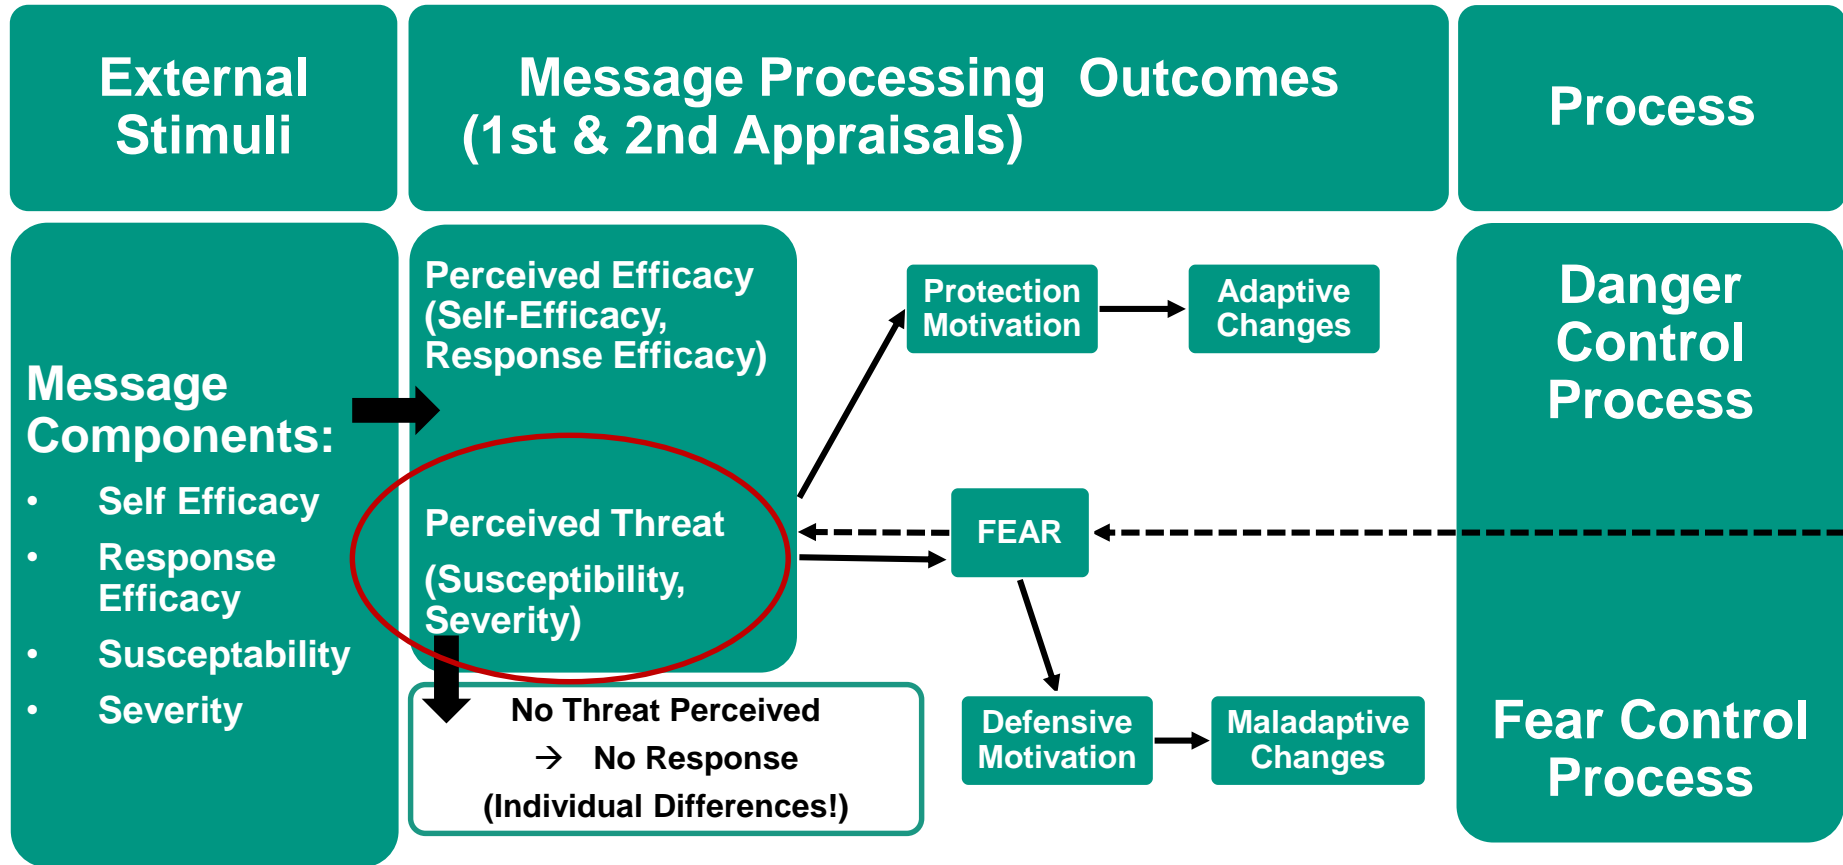 External
Stimuli
Message Processing Outcomes
(1st & 2nd Appraisals)
Process
Message
Components:
• Self Efficacy
• Response
Efficacy
• Susceptability
• Severity
Perceived Efficacy
(Self-Efficacy,
Response Efficacy)
Perceived Threat
(Susceptibility,
Severity)
No Threat Perceived
→ No Response
(Individual Differences!)
Protection
Motivation
Adaptive
Changes
FEAR
Defensive
Motivation
Maladaptive
Changes
Danger
Control
Process
Fear Control
Process